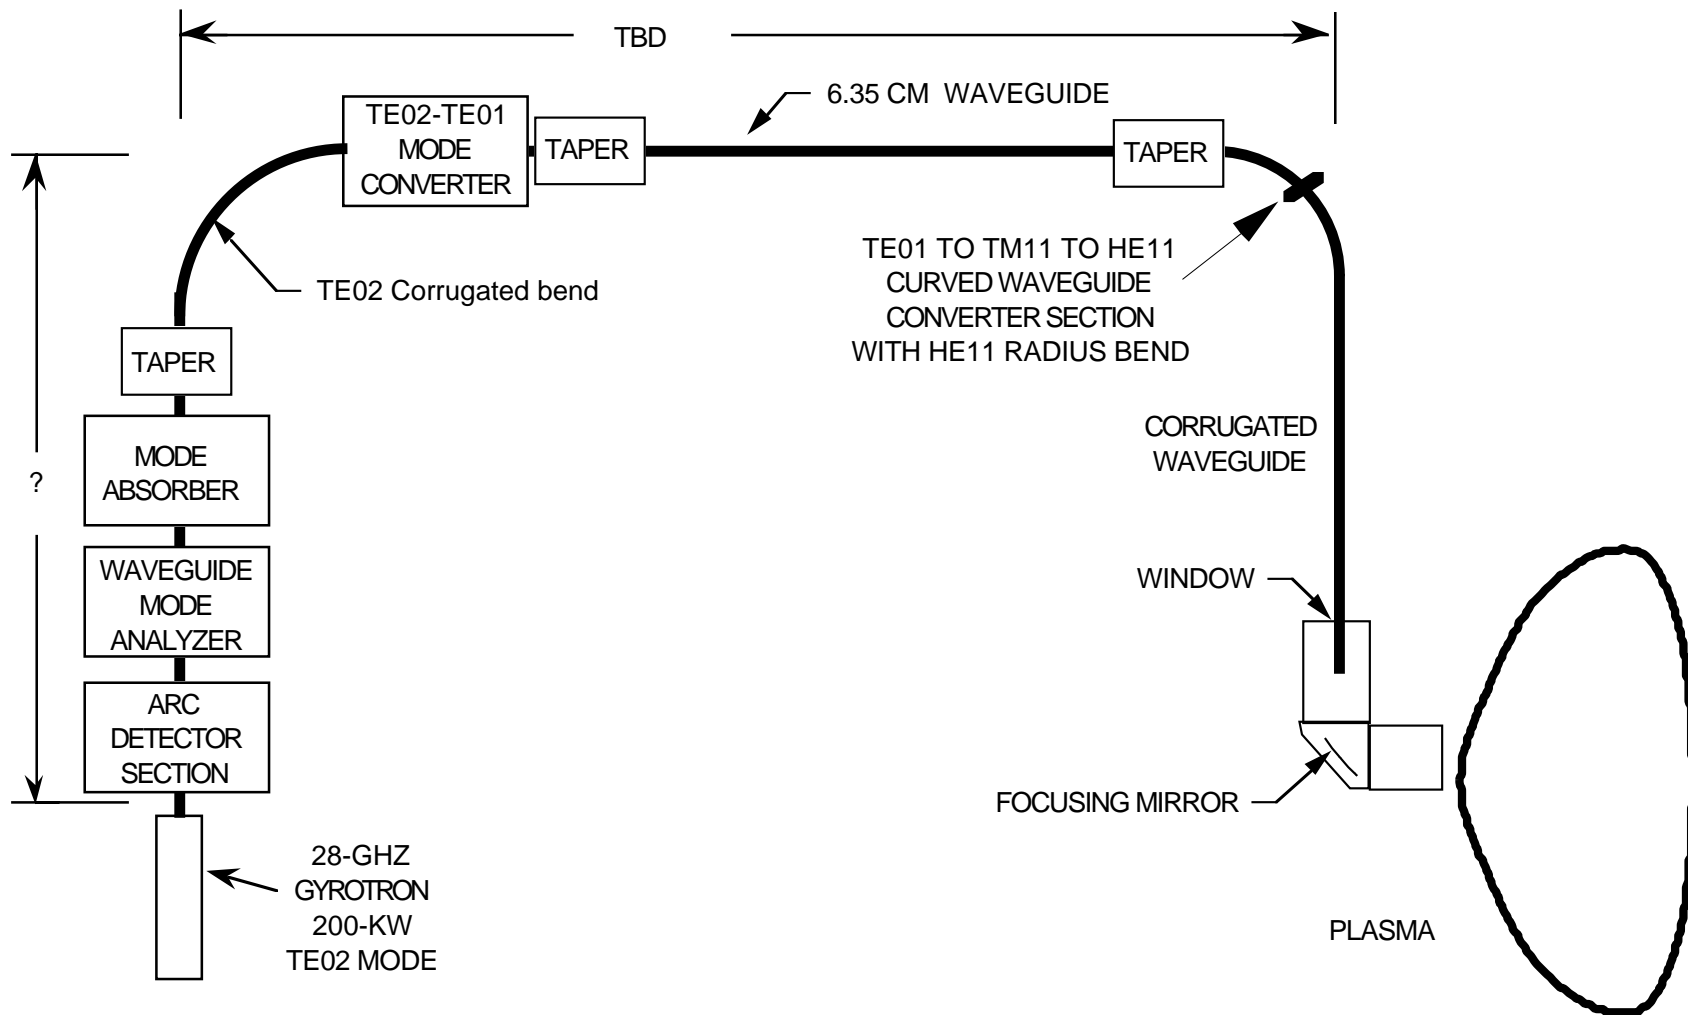 TBD
6.35 CM WAVEGUIDE
TE02-TE01
MODE
CONVERTER
TAPER
TAPER
TE01 TO TM11 TO HE11
CURVED WAVEGUIDE
CONVERTER SECTION
WITH HE11 RADIUS BEND
TE02 Corrugated bend
TAPER
MODE
ABSORBER
?
WAVEGUIDE
MODE
ANALYZER
ARC
DETECTOR
SECTION
28-GHZ
GYROTRON
200-KW
TE02 MODE
CORRUGATED
WAVEGUIDE
WINDOW
FOCUSING MIRROR
PLASMA